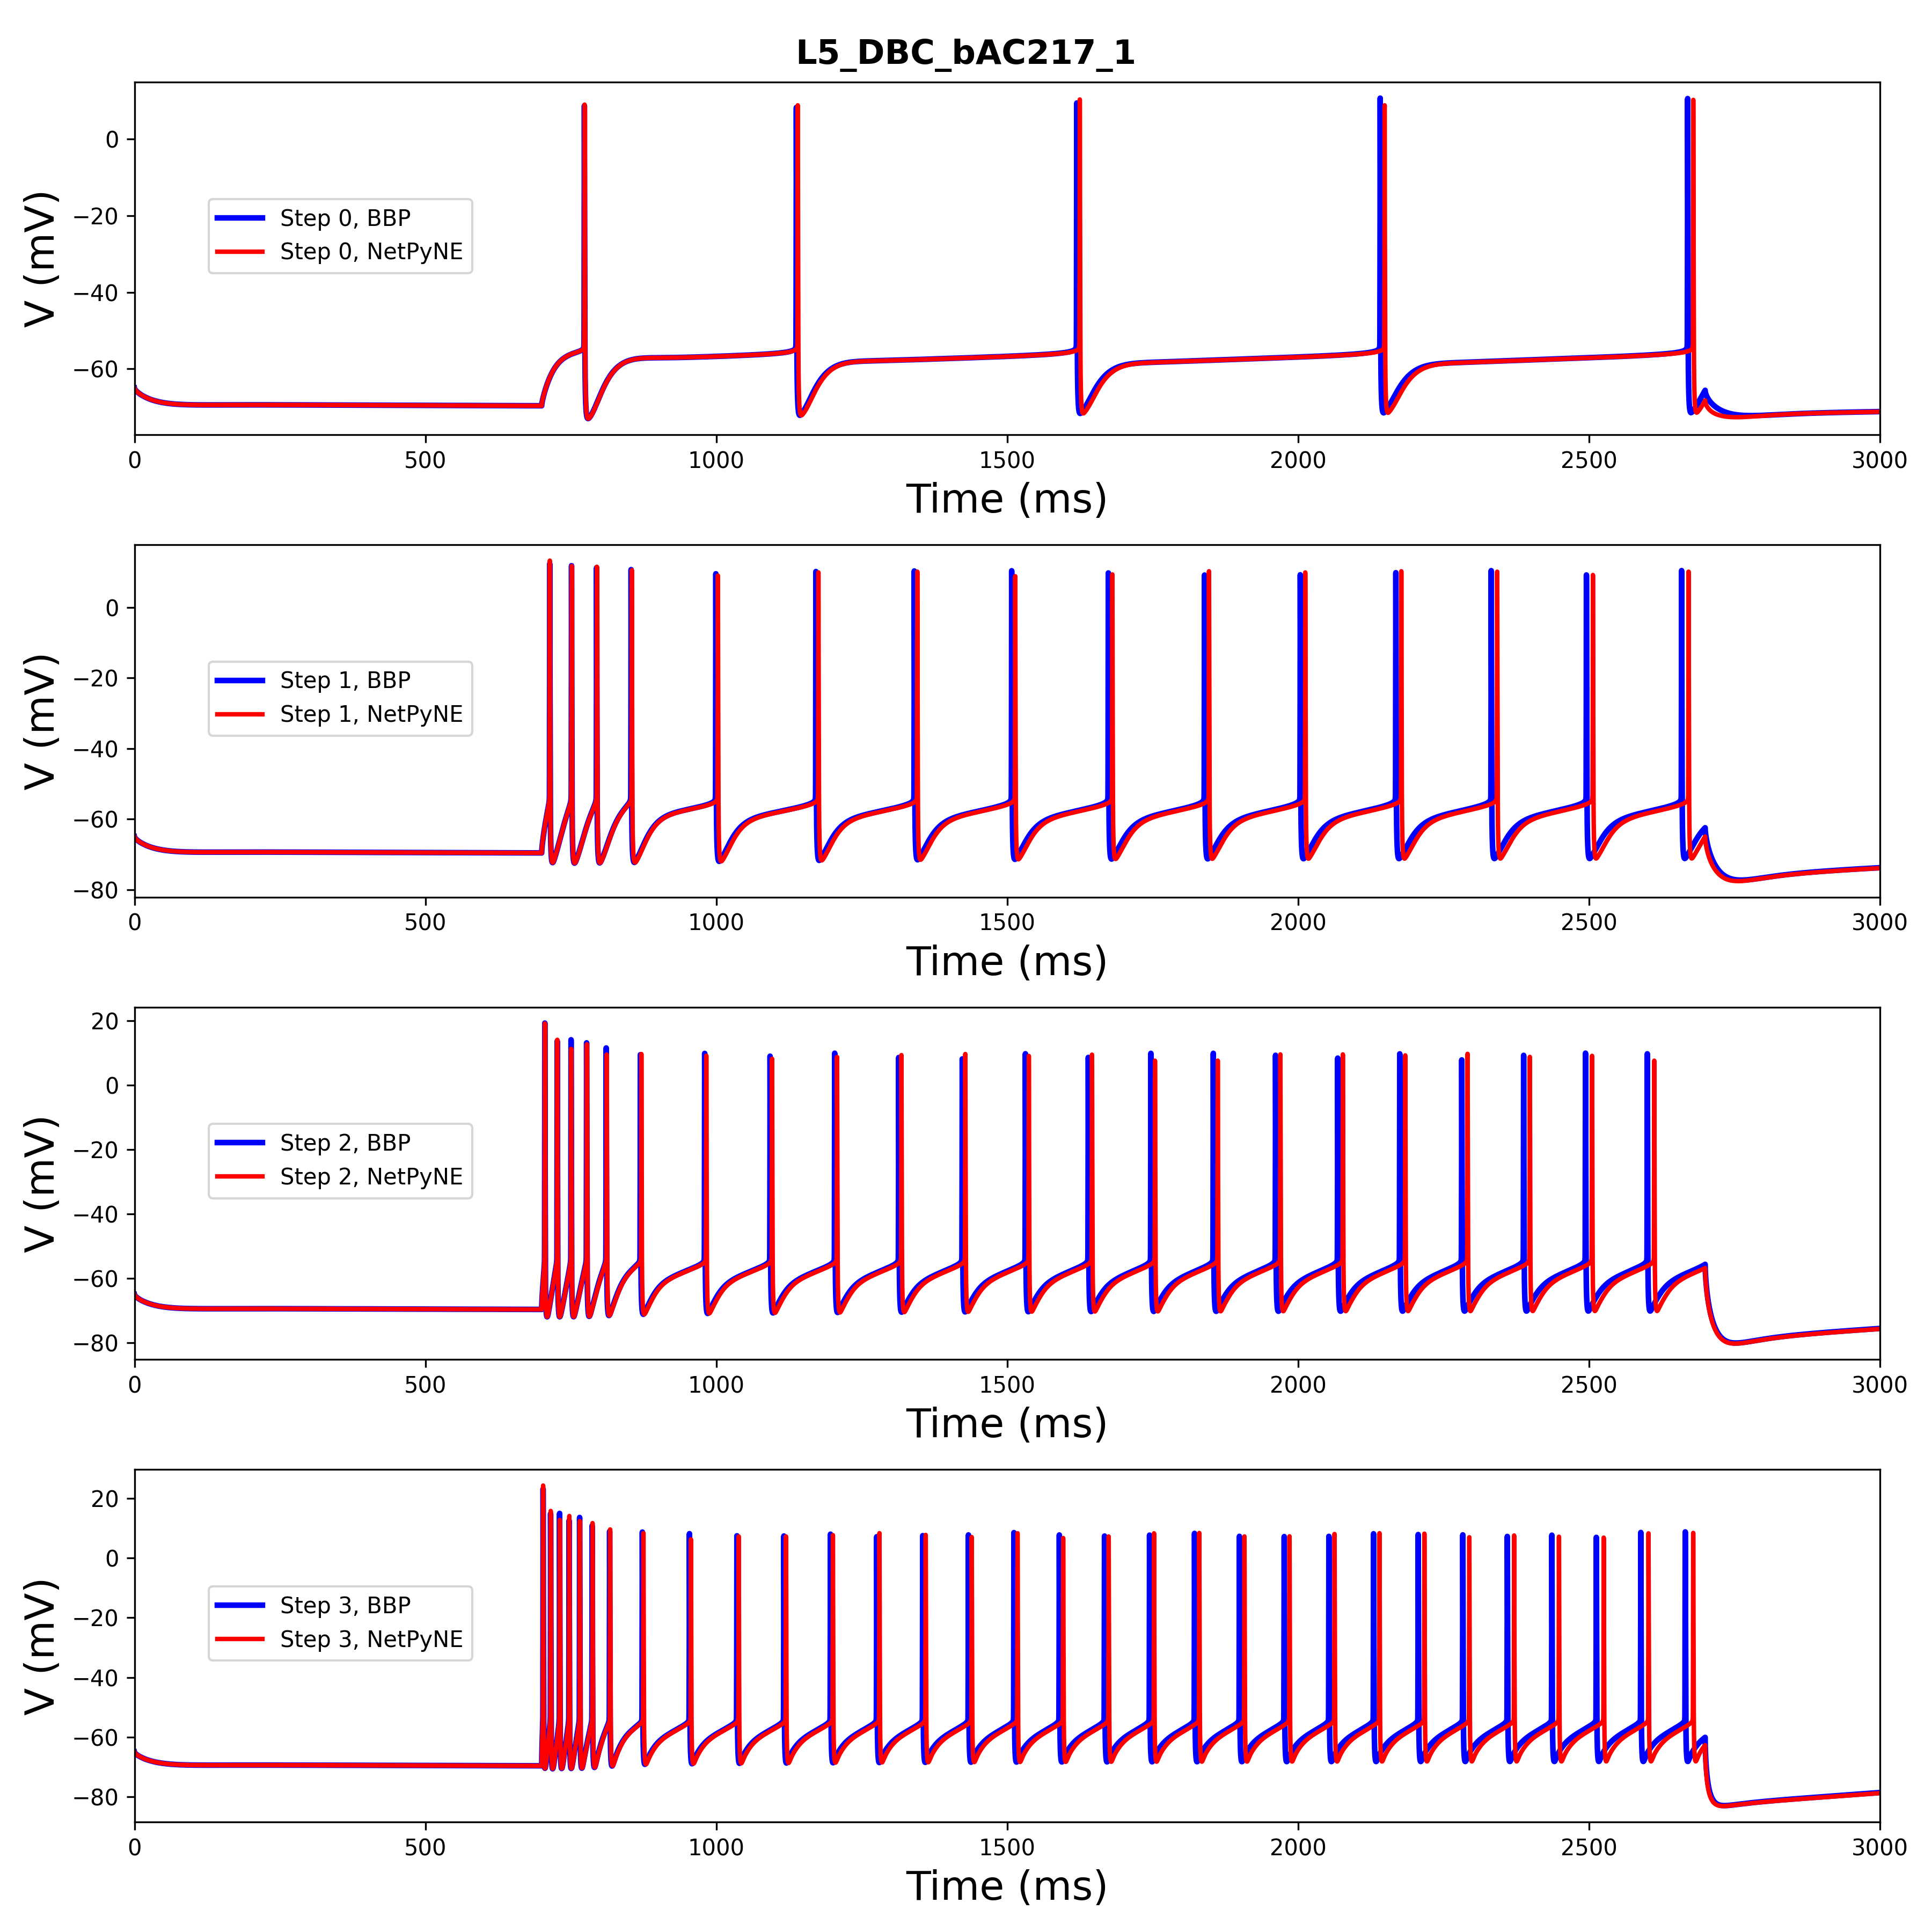 L5_DBC_bAC217_1
V (mV)
0
−20
−40
−60
Step 0, BBP
Step 0, NetPyNE
0 500 1000 1500 2000 2500 3000
Time (ms)
V (mV)
0
−20
−40
−60
−80
Step 1, BBP
Step 1, NetPyNE
0 500 1000 1500 2000 2500 3000
Time (ms)
V (mV)
20
0
−20
−40
−60
−80
Step 2, BBP
Step 2, NetPyNE
0 500 1000 1500 2000 2500 3000
Time (ms)
V (mV)
20
0
−20
−40
−60
−80
Step 3, BBP
Step 3, NetPyNE
0 500 1000 1500 2000 2500 3000
Time (ms)